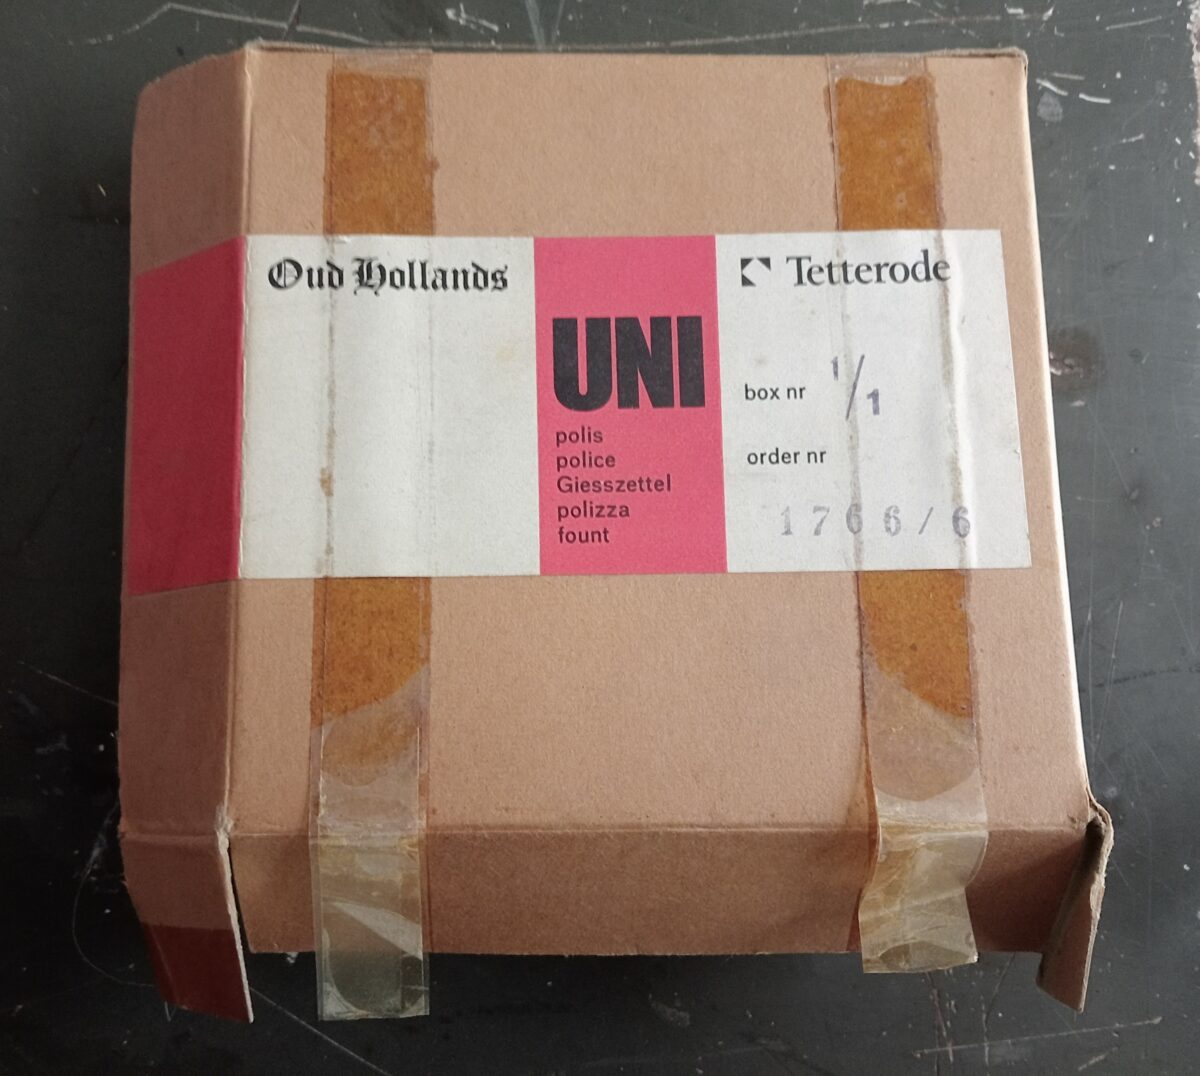 Oud Hollands
UNI
polis
police
Giesszettel
polizza
fount
Tetterode
box nr 1/1
order nr
1766/6